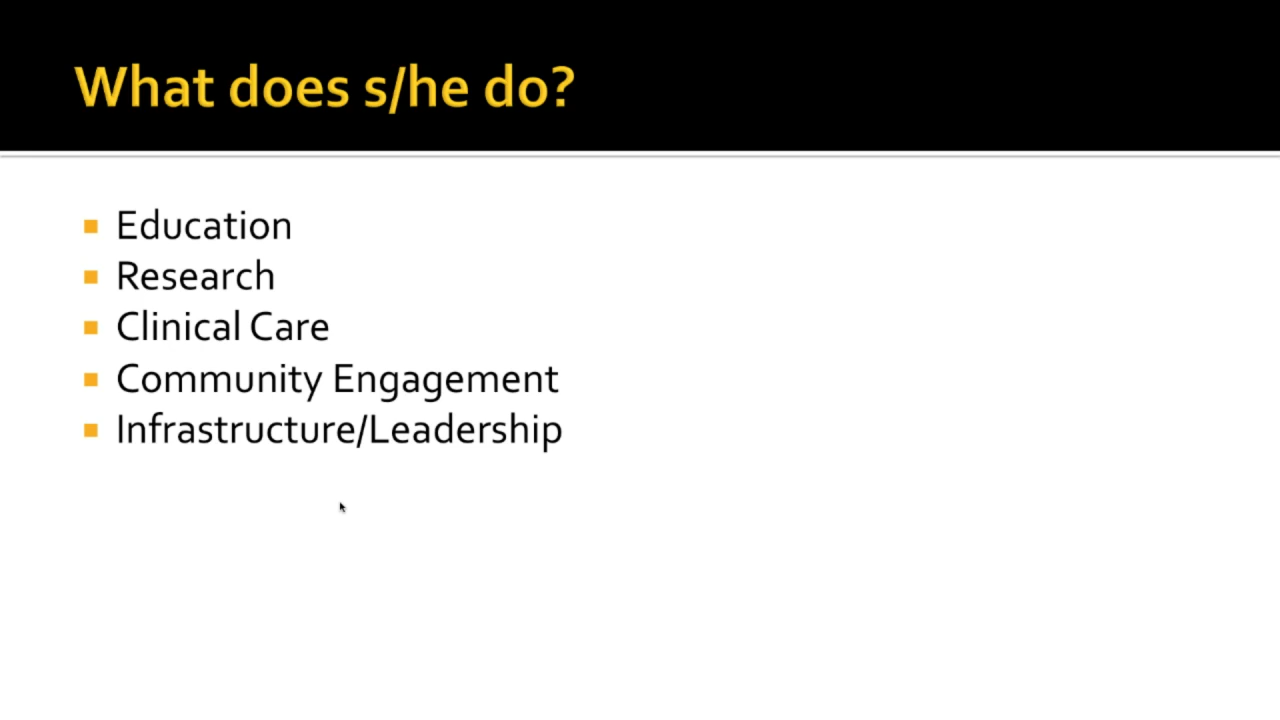 What does s/he do?
Education
Research
Clinical Care
Community Engagement
Infrastructure/Leadership